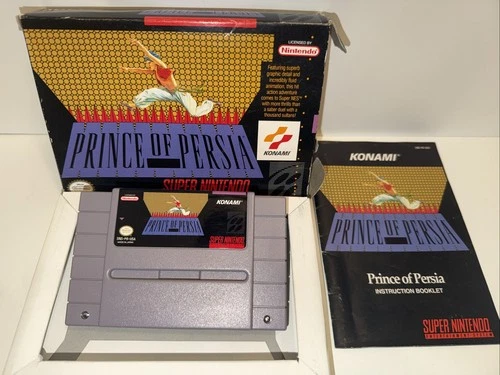 LICENSED BY
Nintendo
Featuring superb
graphic detail and
incredibly fluid
animation, this hit
action adventure
comes to Super NES
with more thrills than
a saber duel with a
thousand sultans!
KONAMI
PRINCE OF PERSIA
SUPER NINTENDO
KONAMI
PRINCE OF PERSIA
SUPER NINTENDO
KONAMI
PRINCE OF PERSIA
Prince of Persia
INSTRUCTION BOOKLET
SUPER NINTENDO
ENTERTAINMENT SYSTEM